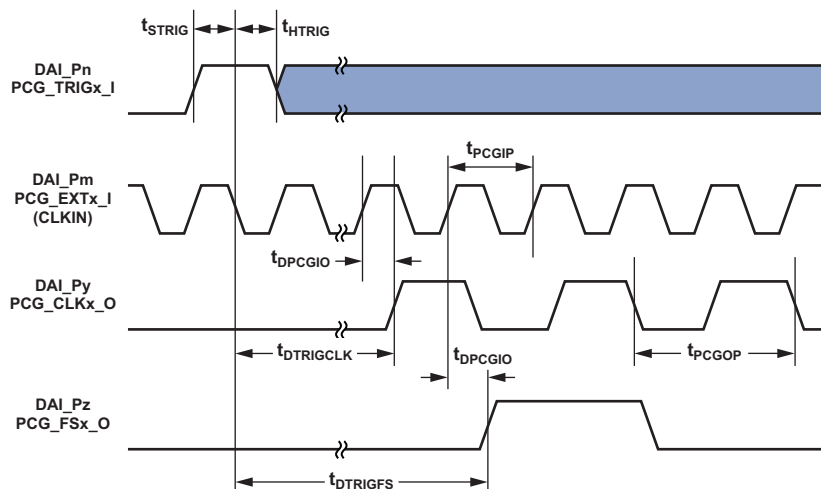 tSTRIG
tHTRIG
DAI_Pn
PCG_TRIGx_I
tPCGIP
DAI_Pm
PCG_EXTx_I
(CLKIN)
tDPCGIO
DAI_Py
PCG_CLKx_O
tDTRIGCLK
tDPCGIO
tPCGOP
DAI_Pz
PCG_FSx_O
tDTRIGFS